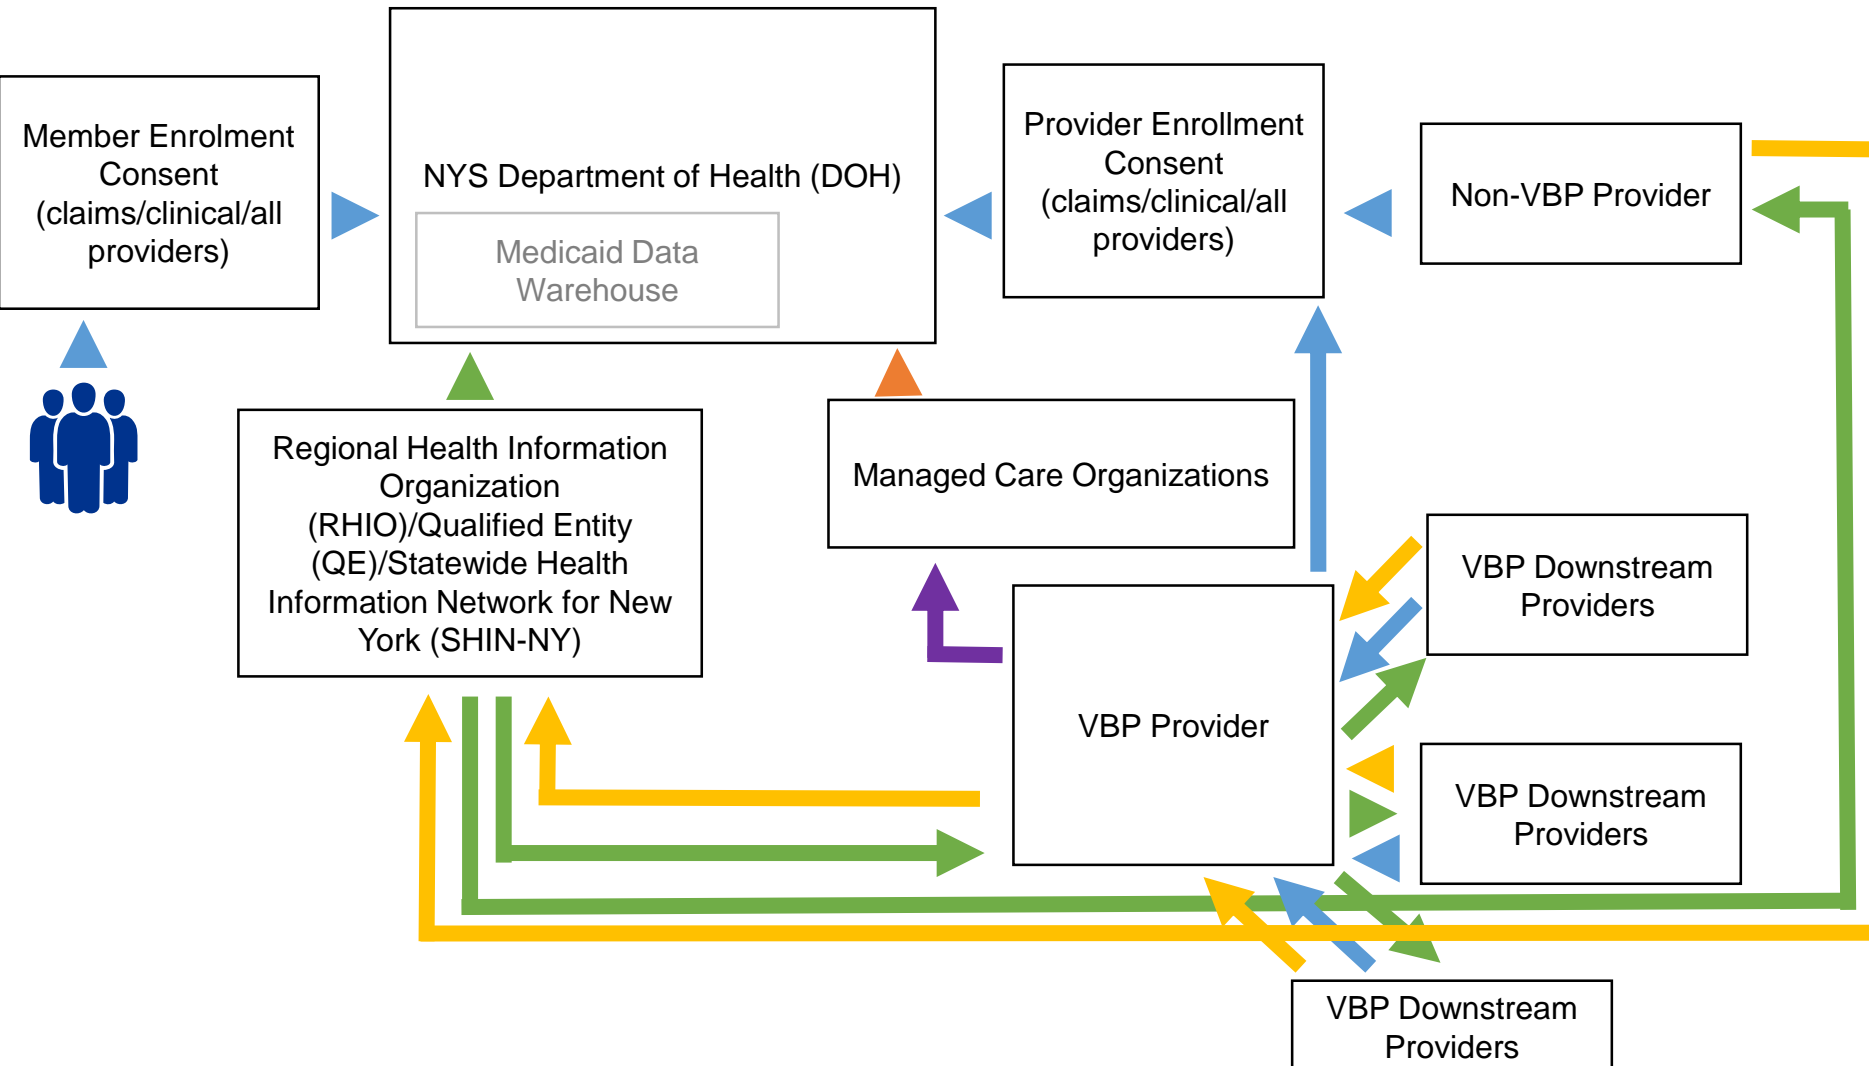 Member Enrolment
Consent
(claims/clinical/all
providers)
NYS Department of Health (DOH)
Medicaid Data
Warehouse
Provider Enrollment
Consent
(claims/clinical/all
providers)
Non-VBP Provider
Regional Health Information
Organization
(RHIO)/Qualified Entity
(QE)/Statewide Health
Information Network for New
York (SHIN-NY)
Managed Care Organizations
VBP Provider
VBP Downstream
Providers
VBP Downstream
Providers
VBP Downstream
Providers